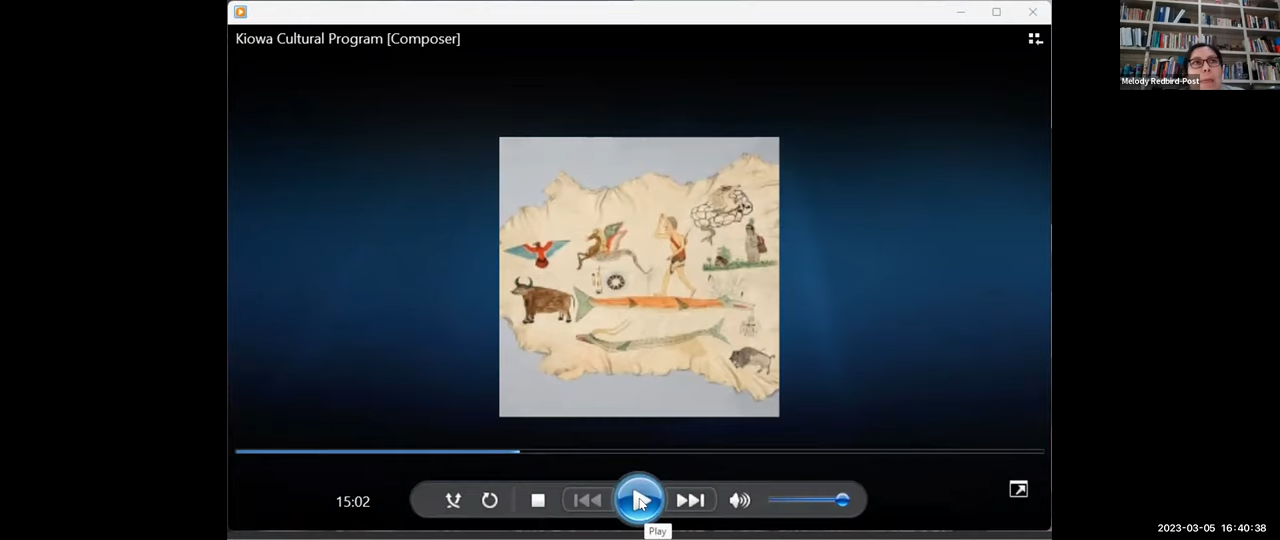 Kiowa Cultural Program [Composer]
Melody Redbird-Post
15:02
Play
2023-03-05 16:40:38